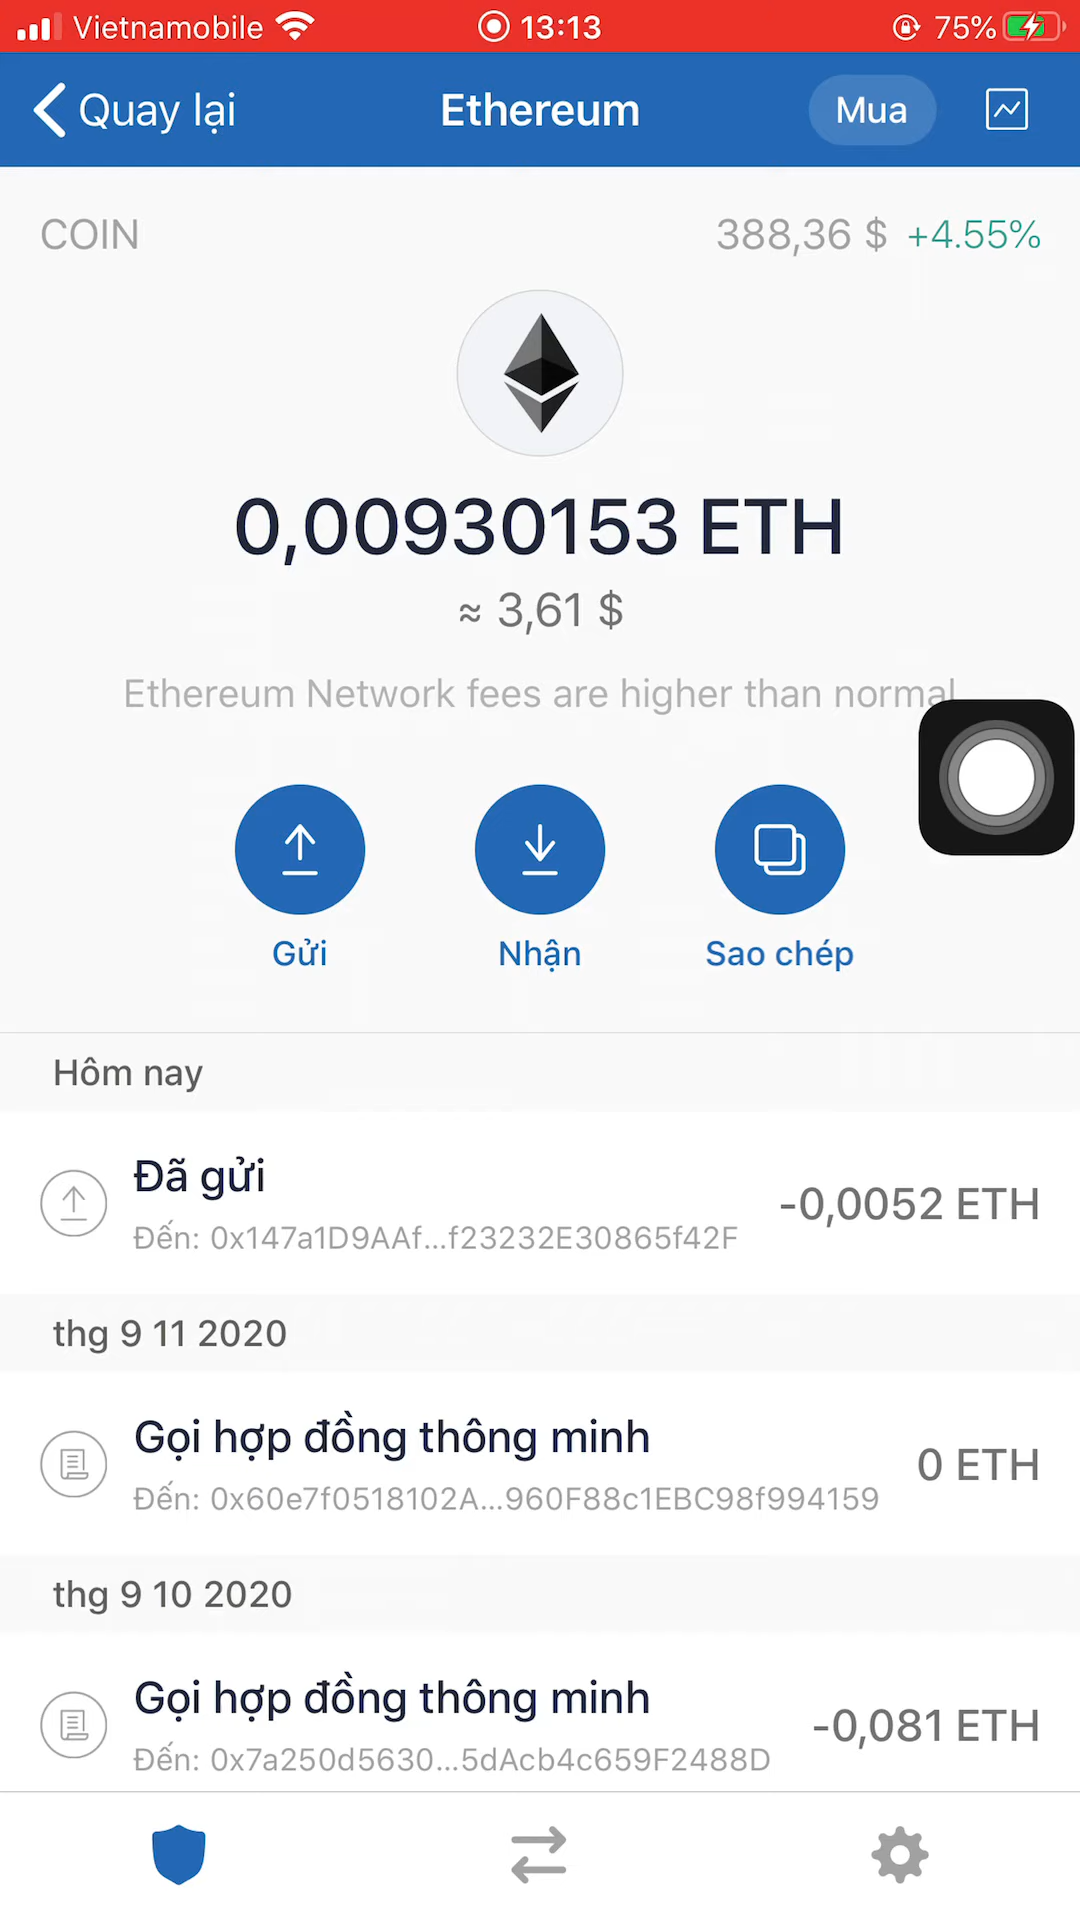 Vietnamobile 13:13 75%
Quay lại Ethereum Mua
COIN 388,36 $ +4.55%
0,00930153 ETH
≈ 3,61 $
Ethereum Network fees are higher than normal
Gửi Nhận Sao chép
Hôm nay
Đã gửi
-0,0052 ETH
Đến: 0x147a1D9AAf...f23232E30865f42F
thg 9 11 2020
Gọi hợp đồng thông minh
0 ETH
Đến: 0x60e7f0518102A...960F88c1EBC98f994159
thg 9 10 2020
Gọi hợp đồng thông minh
-0,081 ETH
Đến: 0x7a250d5630...5dAcb4c659F2488D